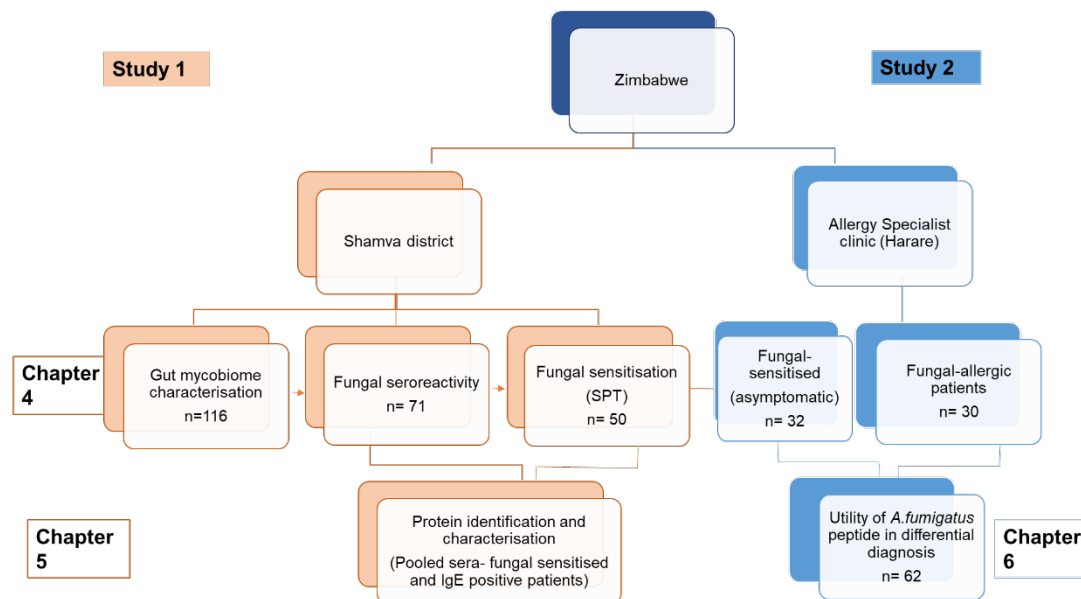 Study 1
Study 2
Zimbabwe
Shamva district
Allergy Specialist
clinic (Harare)
Chapter
4
Gut mycobiome
characterisation
n=116
Fungal seroreactivity
n= 71
Fungal sensitisation
(SPT)
n= 50
Fungal-
sensitised
(asymptomatic)
n= 32
Fungal-allergic
patients
n= 30
Chapter
5
Protein identification and
characterisation
(Pooled sera- fungal sensitised
and IgE positive patients)
Utility of A.fumigatus
peptide in differential
diagnosis
n= 62
Chapter
6